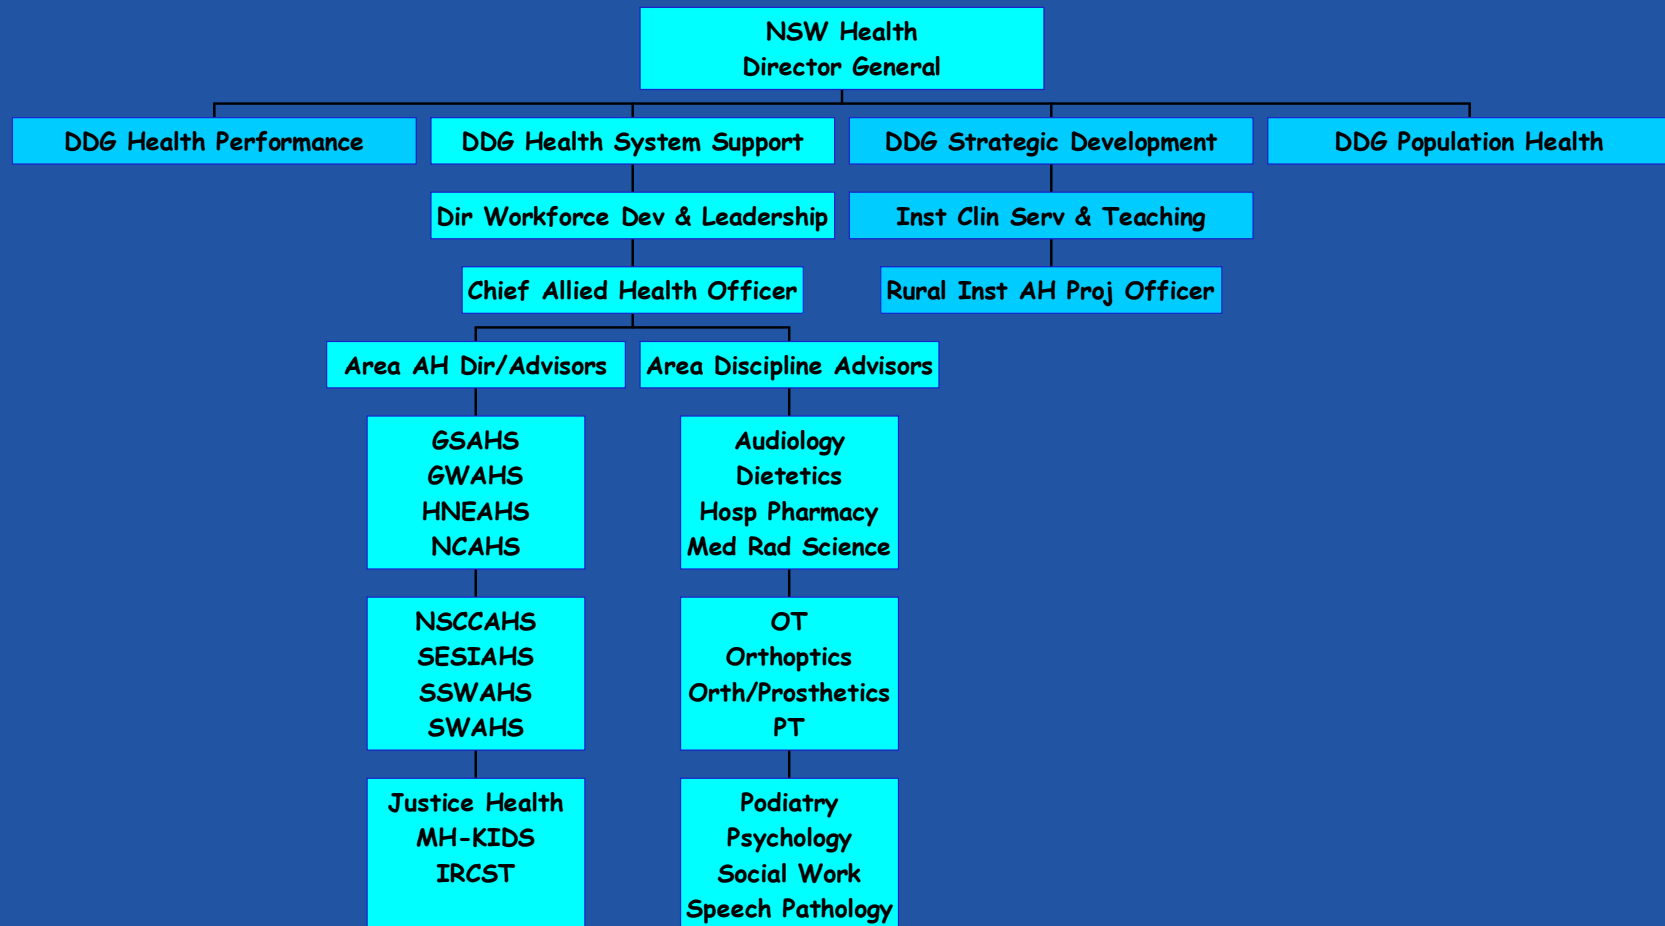 NSW Health
Director General
DDG Health Performance
DDG Health System Support
DDG Strategic Development
DDG Population Health
Dir Workforce Dev & Leadership
Inst Clin Serv & Teaching
Chief Allied Health Officer
Rural Inst AH Proj Officer
Area AH Dir/Advisors
Area Discipline Advisors
GSAHS
GWAHS
HNEAHS
NCAHS
Audiology
Dietetics
Hosp Pharmacy
Med Rad Science
NSCCAHS
SESIAHS
SSWAHS
SWAHS
OT
Orthoptics
Orth/Prosthetics
PT
Justice Health
MH-KIDS
IRCST
Podiatry
Psychology
Social Work
Speech Pathology